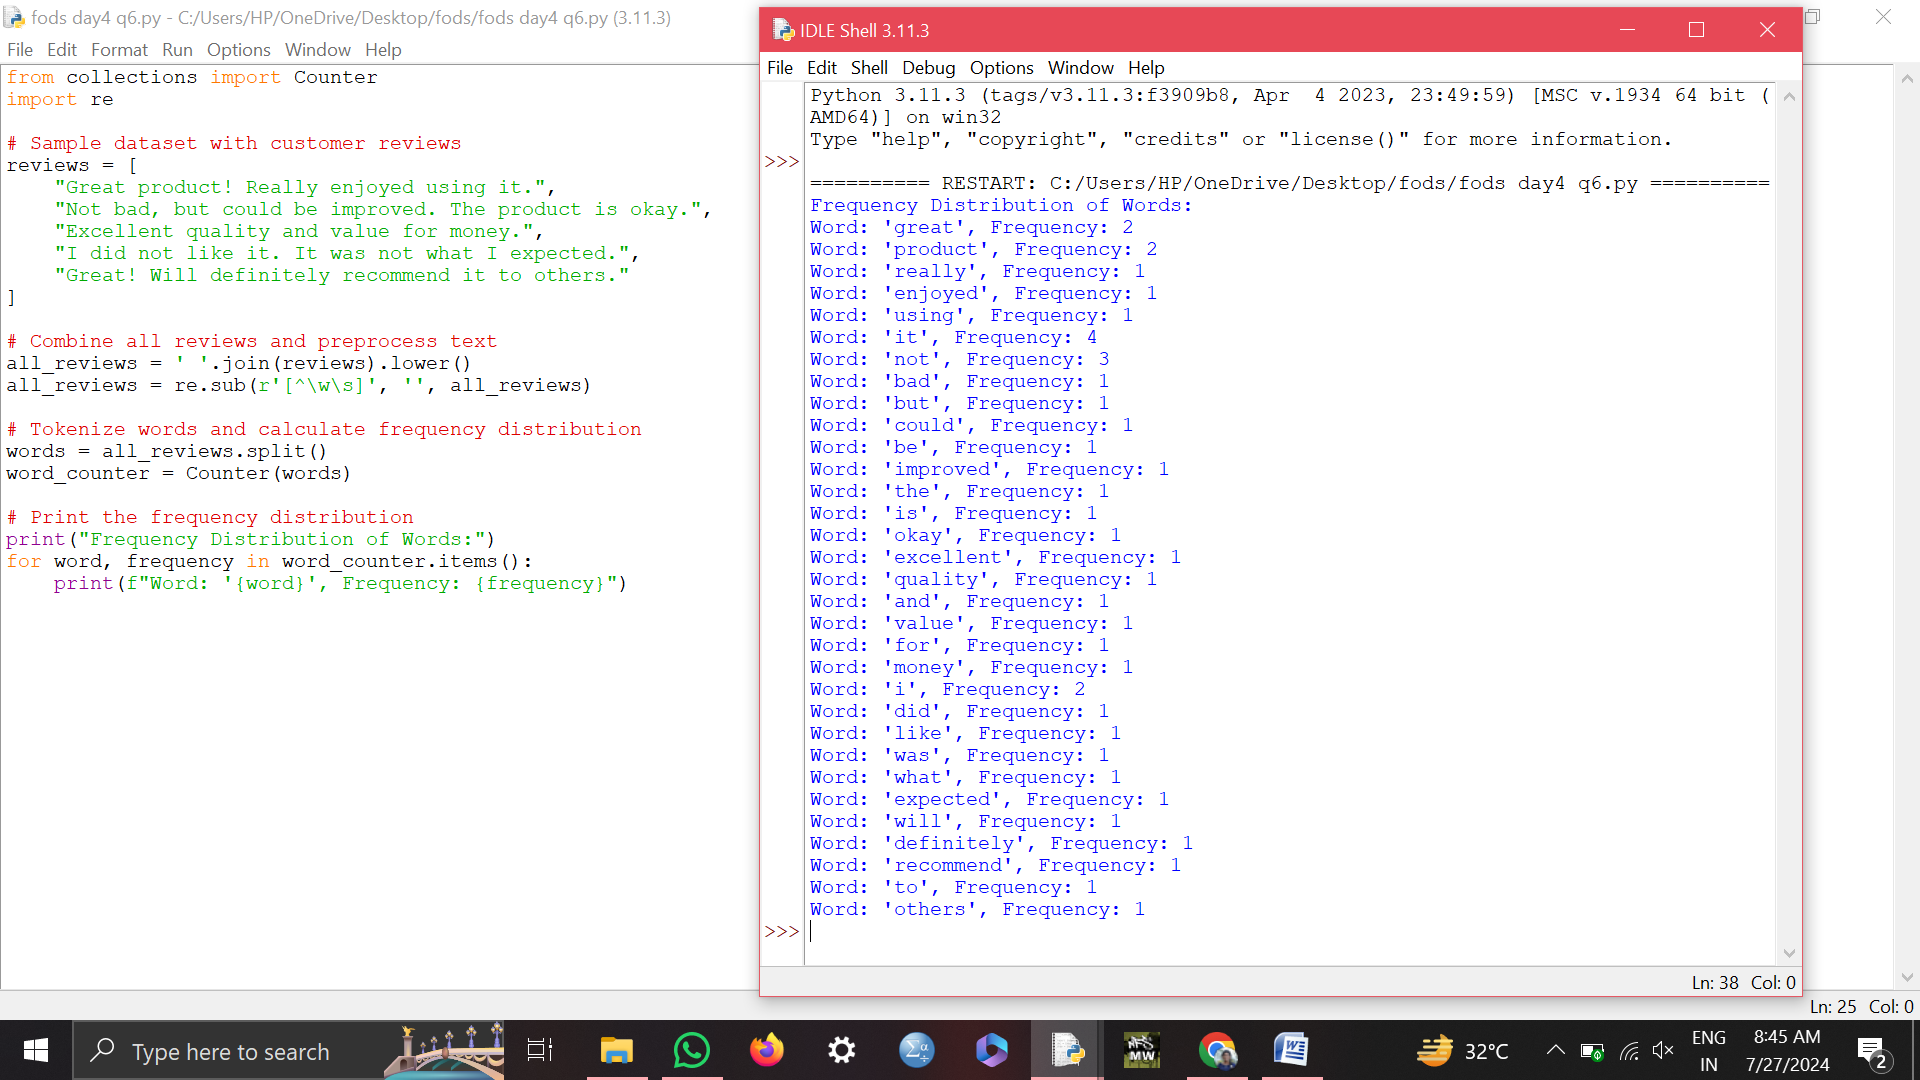 fods day4 q6.py - C:/Users/HP/OneDrive/Desktop/fods/fods day4 q6.py (3.11.3)
File Edit Format Run Options Window Help
from collections import Counter
import re
# Sample dataset with customer reviews
reviews = [
    "Great product! Really enjoyed using it.",
    "Not bad, but could be improved. The product is okay.",
    "Excellent quality and value for money.",
    "I did not like it. It was not what I expected.",
    "Great! Will definitely recommend it to others."
]
# Combine all reviews and preprocess text
all_reviews = ' '.join(reviews).lower()
all_reviews = re.sub(r'[^\w\s]', '', all_reviews)
# Tokenize words and calculate frequency distribution
words = all_reviews.split()
word_counter = Counter(words)
# Print the frequency distribution
print("Frequency Distribution of Words:")
for word, frequency in word_counter.items():
    print(f"Word: '{word}', Frequency: {frequency}")
IDLE Shell 3.11.3
File Edit Shell Debug Options Window Help
Python 3.11.3 (tags/v3.11.3:f3909b8, Apr  4 2023, 23:49:59) [MSC v.1934 64 bit (
AMD64)] on win32
Type "help", "copyright", "credits" or "license()" for more information.
>>>
========== RESTART: C:/Users/HP/OneDrive/Desktop/fods/fods day4 q6.py ==========
Frequency Distribution of Words:
Word: 'great', Frequency: 2
Word: 'product', Frequency: 2
Word: 'really', Frequency: 1
Word: 'enjoyed', Frequency: 1
Word: 'using', Frequency: 1
Word: 'it', Frequency: 4
Word: 'not', Frequency: 3
Word: 'bad', Frequency: 1
Word: 'but', Frequency: 1
Word: 'could', Frequency: 1
Word: 'be', Frequency: 1
Word: 'improved', Frequency: 1
Word: 'the', Frequency: 1
Word: 'is', Frequency: 1
Word: 'okay', Frequency: 1
Word: 'excellent', Frequency: 1
Word: 'quality', Frequency: 1
Word: 'and', Frequency: 1
Word: 'value', Frequency: 1
Word: 'for', Frequency: 1
Word: 'money', Frequency: 1
Word: 'i', Frequency: 2
Word: 'did', Frequency: 1
Word: 'like', Frequency: 1
Word: 'was', Frequency: 1
Word: 'what', Frequency: 1
Word: 'expected', Frequency: 1
Word: 'will', Frequency: 1
Word: 'definitely', Frequency: 1
Word: 'recommend', Frequency: 1
Word: 'to', Frequency: 1
Word: 'others', Frequency: 1
>>>
Ln: 38 Col: 0
Ln: 25 Col: 0
Type here to search
MW
32°C
ENG
IN
8:45 AM
7/27/2024
2